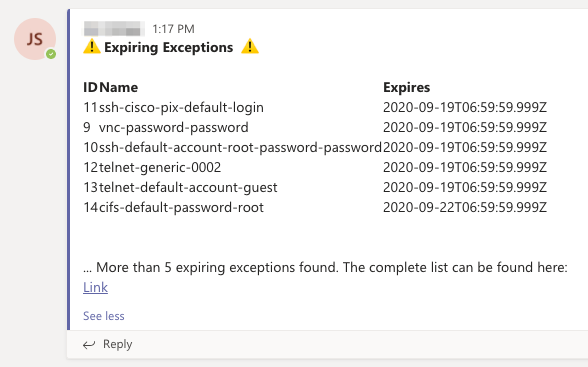 JS
1:17 PM
Expiring Exceptions
ID Name Expires
11 ssh-cisco-pix-default-login 2020-09-19T06:59:59.999Z
9 vnc-password-password 2020-09-19T06:59:59.999Z
10 ssh-default-account-root-password-password 2020-09-19T06:59:59.999Z
12 telnet-generic-0002 2020-09-19T06:59:59.999Z
13 telnet-default-account-guest 2020-09-19T06:59:59.999Z
14 cifs-default-password-root 2020-09-22T06:59:59.999Z
... More than 5 expiring exceptions found. The complete list can be found here:
Link
See less
Reply